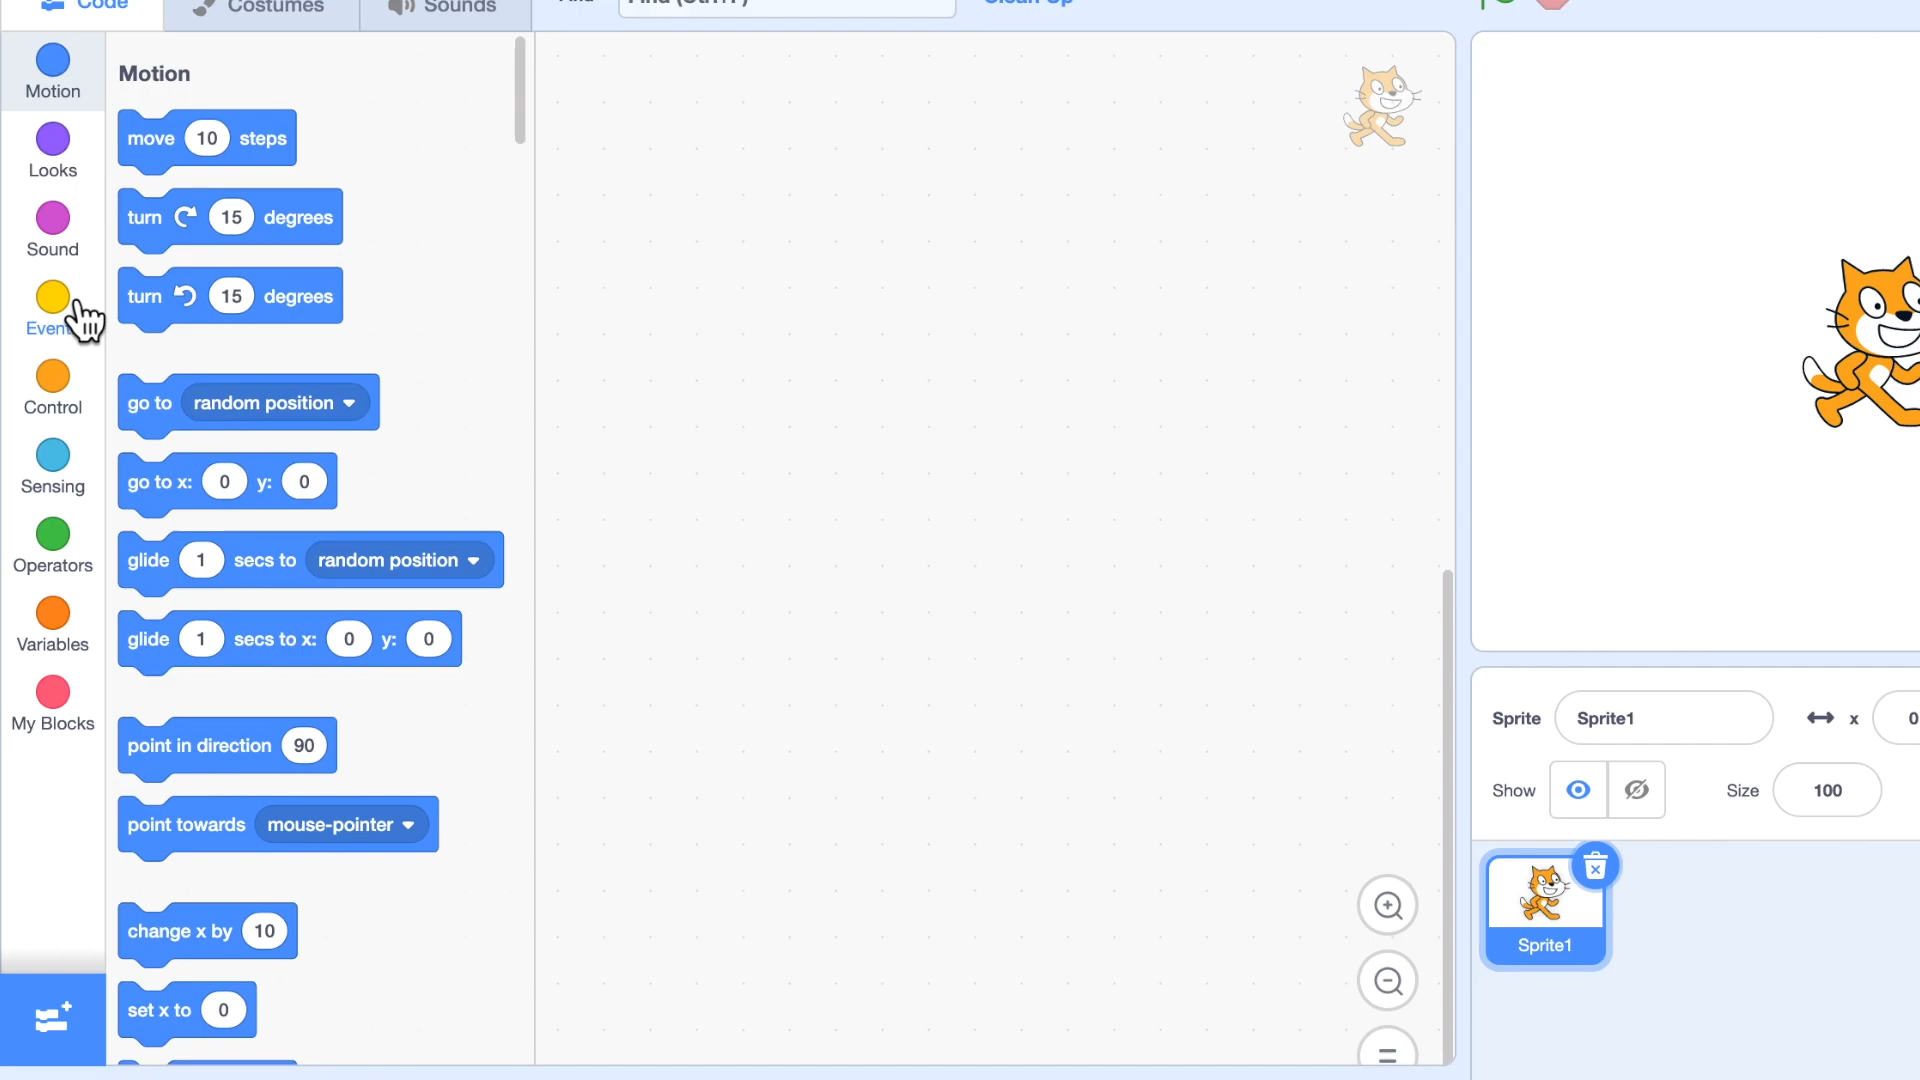 Code
Costumes
Sounds
Clean Up
Motion
Looks
Sound
Control
Sensing
Operators
Variables
My Blocks
Motion
move 10 steps
turn 15 degrees
turn 15 degrees
go to random position
go to x: 0 y: 0
glide 1 secs to random position
glide 1 secs to x: 0 y: 0
point in direction 90
point towards mouse-pointer
change x by 10
set x to 0
Sprite Sprite1 x 0
Show Size 100
Sprite1